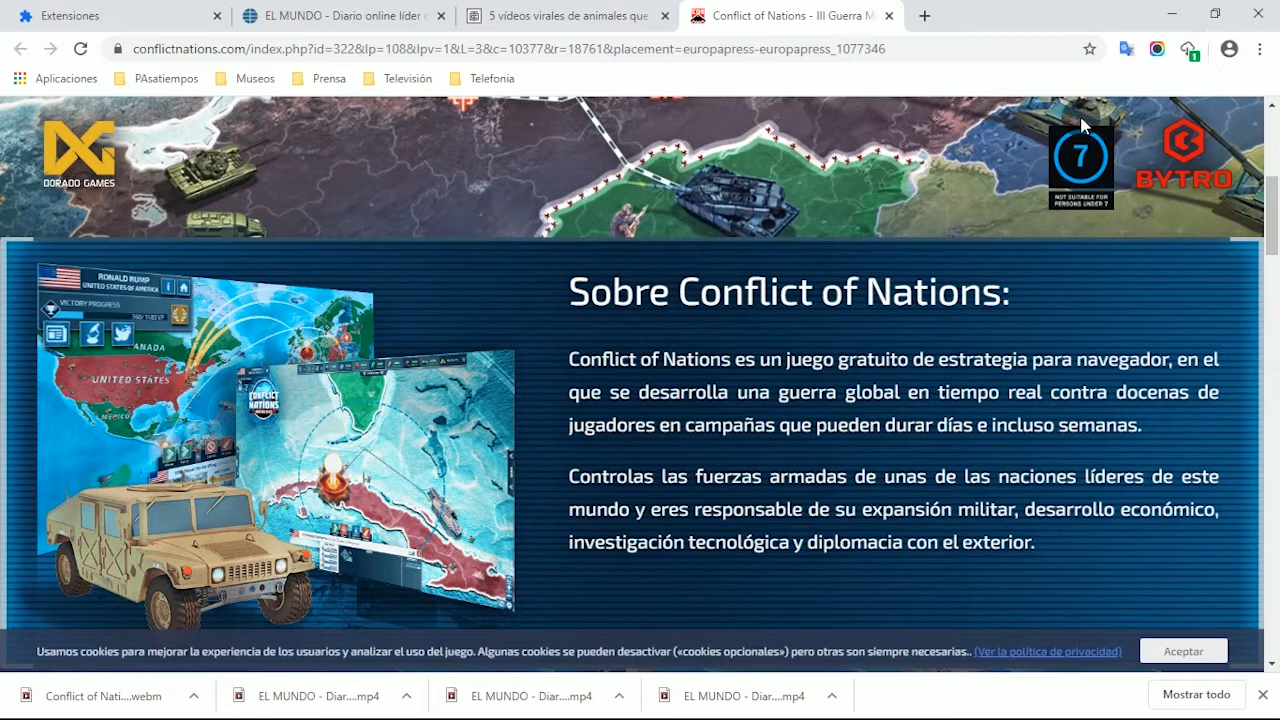 Extensiones
EL MUNDO - Diario online líder d
5 vídeos virales de animales que
Conflict of Nations - III Guerra M
conflictnations.com/index.php?id=322&lp=108&lpv=1&L=3&c=10377&r=18761&placement=europapress-europapress_1077346
1
Aplicaciones
PAsatiempos
Museos
Prensa
Televisión
Telefonia
DORADO GAMES
7
NOT SUITABLE FOR
PERSONS UNDER 7
BYTRO
RONALD RUMP
UNITED STATES OF AMERICA
VICTORY PROGRESS
CANADA
UNITED STATES
MEXICO
CONFLICT
NATIONS
Sobre Conflict of Nations:
Conflict of Nations es un juego gratuito de estrategia para navegador, en el
que se desarrolla una guerra global en tiempo real contra docenas de
jugadores en campañas que pueden durar días e incluso semanas.
Controlas las fuerzas armadas de unas de las naciones líderes de este
mundo y eres responsable de su expansión militar, desarrollo económico,
investigación tecnológica y diplomacia con el exterior.
Usamos cookies para mejorar la experiencia de los usuarios y analizar el uso del juego. Algunas cookies se pueden desactivar («cookies opcionales») pero otras son siempre necesarias.. (Ver la política de privacidad)
Aceptar
Conflict of Nati....webm
EL MUNDO - Diar....mp4
EL MUNDO - Diar....mp4
EL MUNDO - Diar....mp4
Mostrar todo